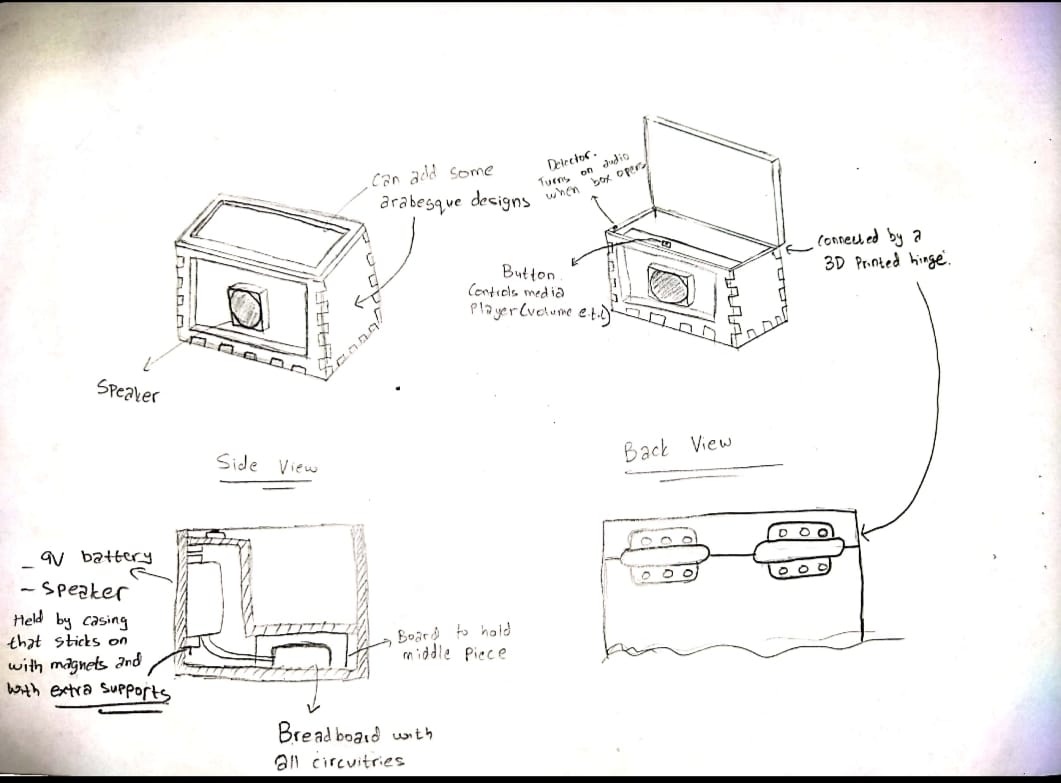 Can add some
arabesque designs
Speaker
Detector.
Turns on audio
when box opens
Button
Controls media
Player (volume e.t.c)
Connected by a
3D Printed hinge.
Side View
- 9V battery
- Speaker
Held by casing
that sticks on
with magnets and
with extra supports
Board to hold
middle piece
Breadboard with
all circuitries
Back View